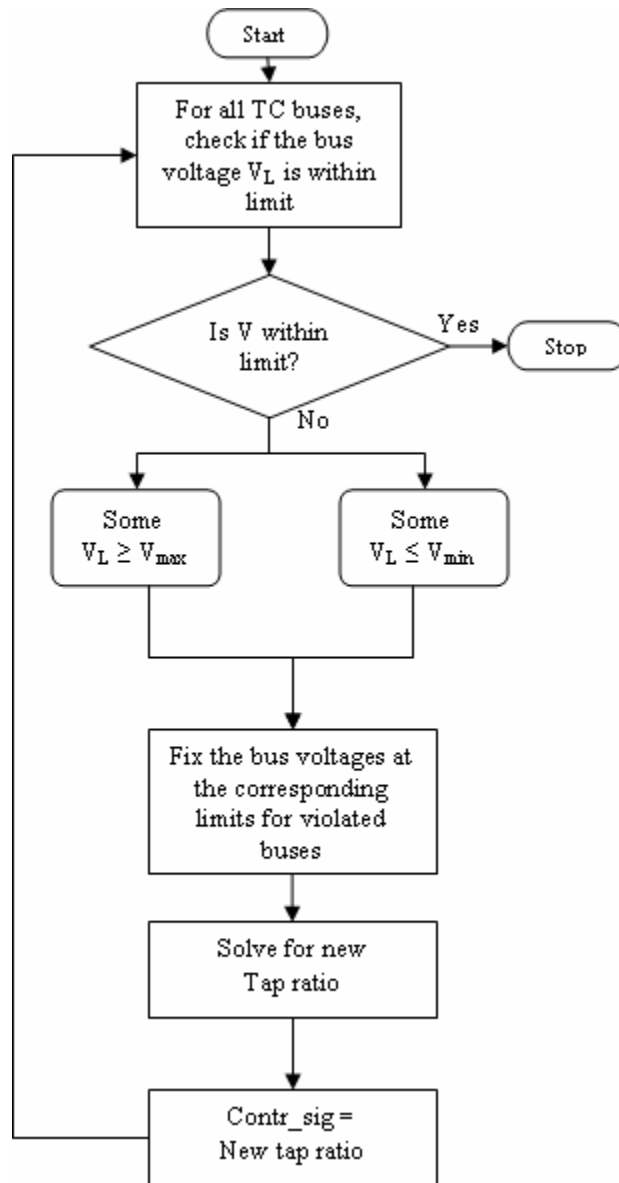 Start
For all TC buses,
check if the bus
voltage V_L is within
limit
Is V within
limit?
Yes
Stop
No
Some
V_L ≥ V_max
Some
V_L ≤ V_min
Fix the bus voltages at
the corresponding
limits for violated
buses
Solve for new
Tap ratio
Contr_sig =
New tap ratio